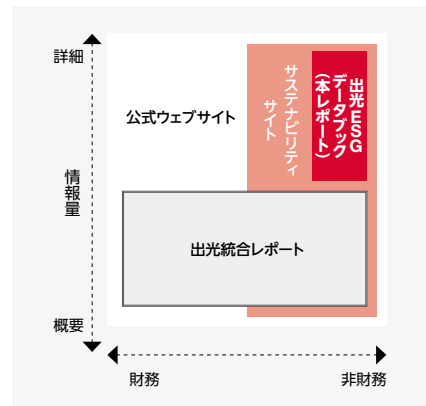 詳細
情報量
概要
公式ウェブサイト
サステナビリティ
サイト
出光ESG
データブック
(本レポート)
出光統合レポート
財務
非財務